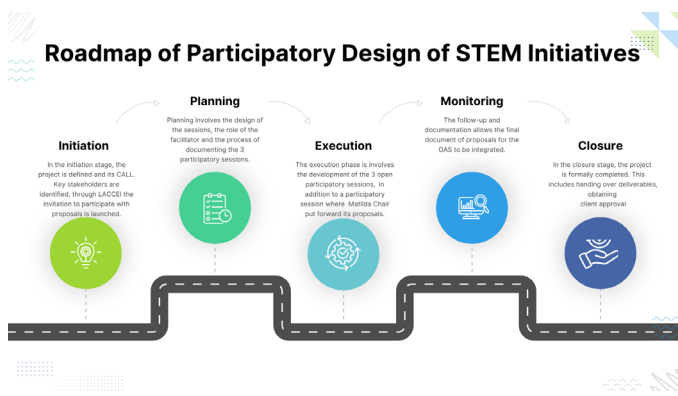 Roadmap of Participatory Design of STEM Initiatives
Initiation
In the initiation stage, the
project is defined and its CALL.
Key stakeholders are
identified, through LACCEI the
invitation to participate with
proposals is launched.
Planning
Planning involves the design of
the sessions, the role of the
facilitator and the process of
documenting the 3
participatory sessions.
Execution
The execution phase is involves
the development of the 3 open
participatory sessions, in
addition to a participatory
session where Matilda Chair
put forward its proposals.
Monitoring
The follow-up and
documentation allows the final
document of proposals for the
OAS to be integrated.
Closure
In the closure stage, the project
is formally completed. This
includes handing over deliverables,
obtaining
client approval